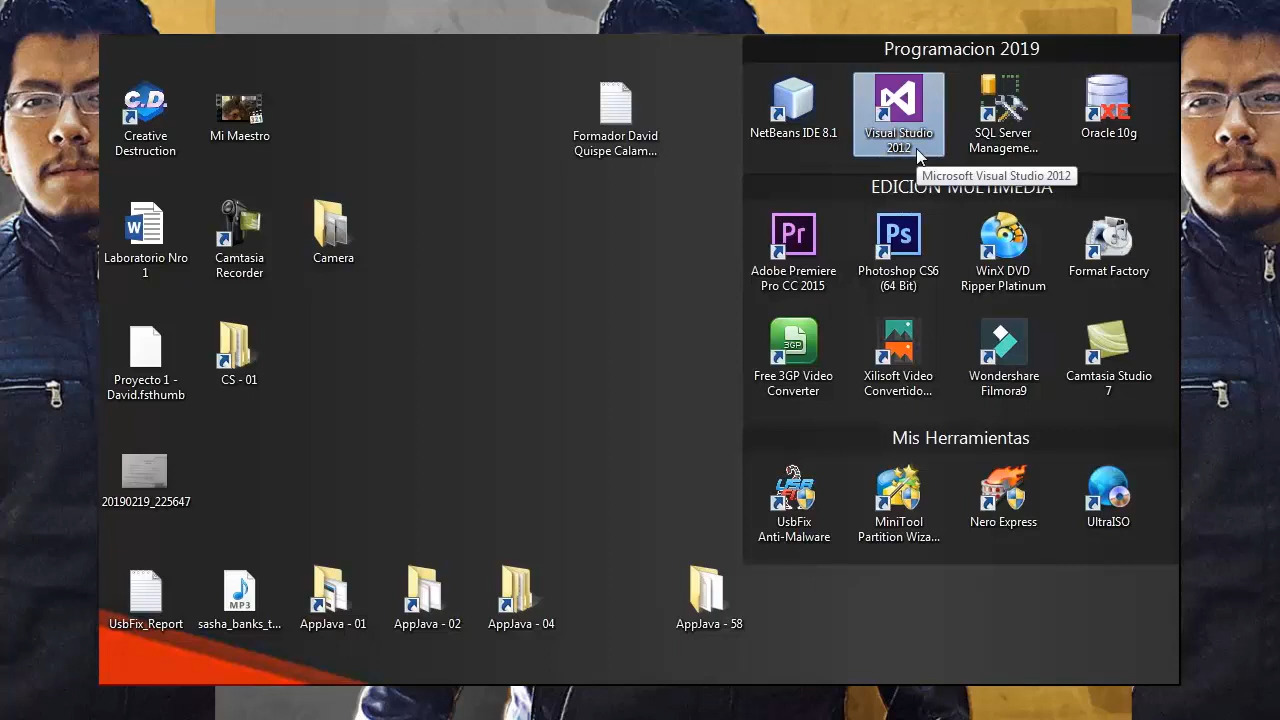 Programacion 2019
C.D.
Creative
Destruction
Mi Maestro
Formador David
Quispe Calam...
NetBeans IDE 8.1
Visual Studio
2012
SQL Server
Manageme...
XE
Oracle 10g
Microsoft Visual Studio 2012
EDICION MULTIMEDIA
W
Laboratorio Nro
1
Camtasia
Recorder
Camera
Pr
Adobe Premiere
Pro CC 2015
Ps
Photoshop CS6
(64 Bit)
WinX DVD
Ripper Platinum
Format Factory
Proyecto 1 -
David.fsthumb
CS - 01
3GP
Free 3GP Video
Converter
Xilisoft Video
Convertido...
Wondershare
Filmora9
Camtasia Studio
7
Mis Herramientas
20190219_225647
USB
UsbFix
Anti-Malware
MiniTool
Partition Wiza...
Nero Express
UltraISO
UsbFix_Report
MP3
sasha_banks_t...
AppJava - 01
AppJava - 02
AppJava - 04
AppJava - 58